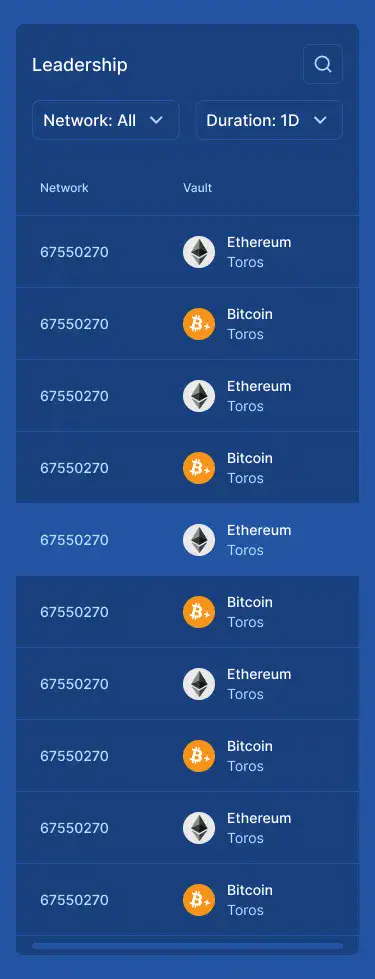 Leadership
Network: All Duration: 1D
Network Vault
67550270 Ethereum
Toros
67550270 Bitcoin
Toros
67550270 Ethereum
Toros
67550270 Bitcoin
Toros
67550270 Ethereum
Toros
67550270 Bitcoin
Toros
67550270 Ethereum
Toros
67550270 Bitcoin
Toros
67550270 Ethereum
Toros
67550270 Bitcoin
Toros